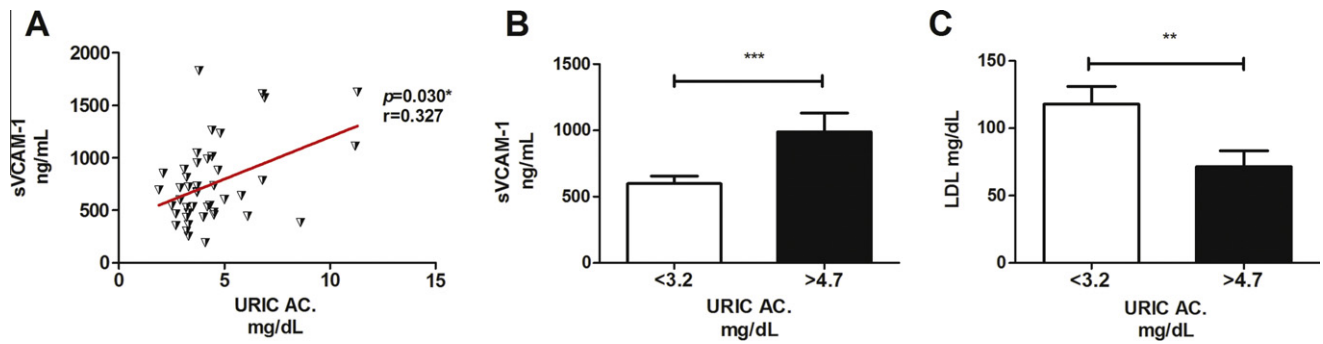 A
sVCAM-1
ng/mL
2000
1500
1000
500
0
0
5
10
15
p=0.030*
r=0.327
URIC AC.
mg/dL
B
***
sVCAM-1
ng/mL
1500
1000
500
0
<3.2
>4.7
URIC AC.
mg/dL
C
**
LDL mg/dL
150
100
50
0
<3.2
>4.7
URIC AC.
mg/dL